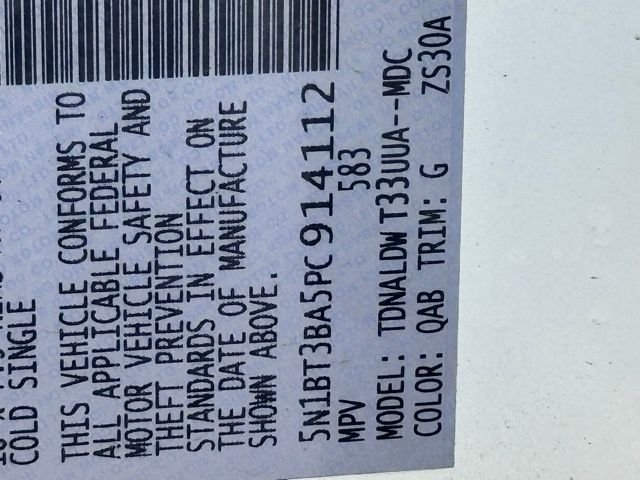 COLD SINGLE
THIS VEHICLE CONFORMS TO
ALL APPLICABLE FEDERAL
MOTOR VEHICLE SAFETY AND
THEFT PREVENTION
STANDARDS IN EFFECT ON
THE DATE OF MANUFACTURE
SHOWN ABOVE.
5N1BT3BA5PC914112
MPV 583
MODEL: TDNALDW T33UUA--MDC
COLOR: QAB TRIM: G ZS30A